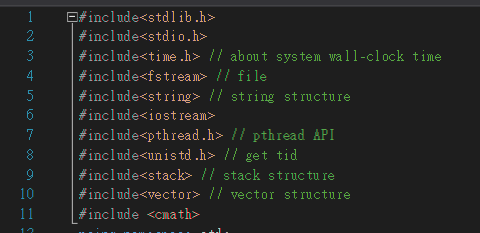 1 #include<stdlib.h>
2 #include<stdio.h>
3 #include<time.h> // about system wall-clock time
4 #include<fstream> // file
5 #include<string> // string structure
6 #include<iostream>
7 #include<pthread.h> // pthread API
8 #include<unistd.h> // get tid
9 #include<stack> // stack structure
10 #include<vector> // vector structure
11 #include <cmath>